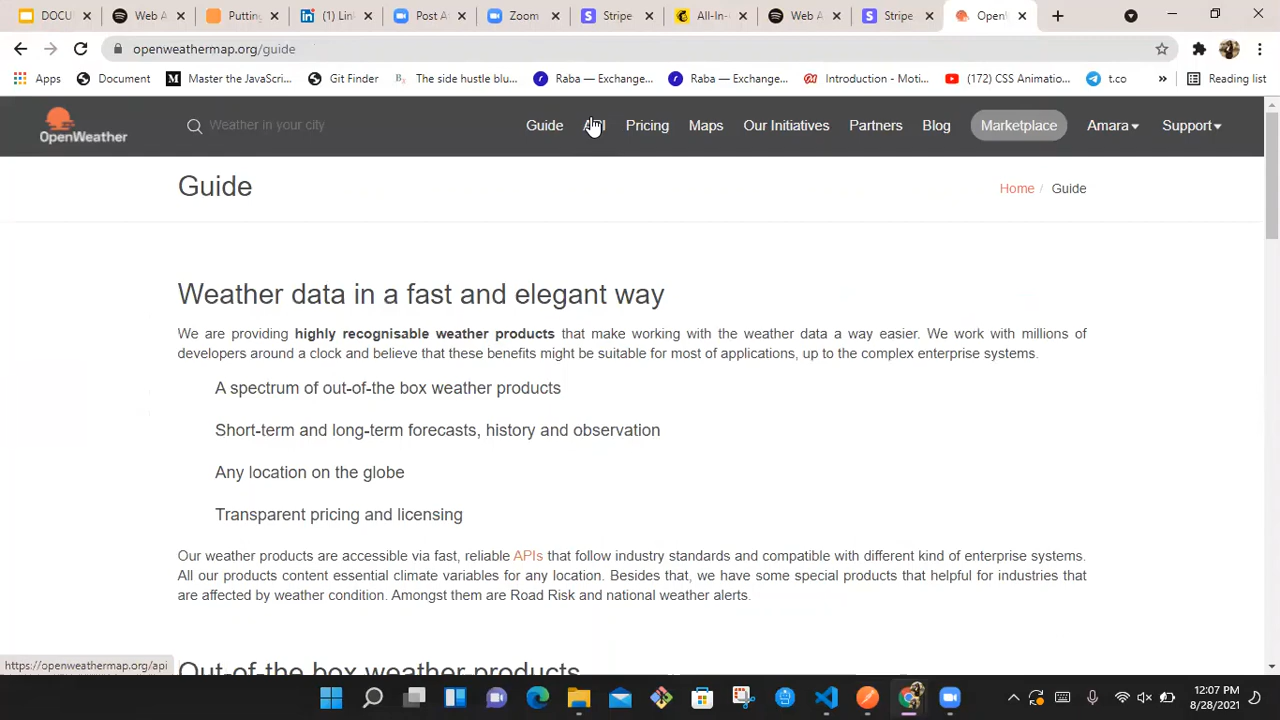 DOCU
Web A
Putting
(1) Lin
Post A
Zoom
Stripe
All-In-
Web A
Stripe
Open
openweathermap.org/guide
Apps
Document
Master the JavaScri...
Git Finder
The side hustle blu...
Raba — Exchange...
Raba — Exchange...
Introduction - Moti...
(172) CSS Animatio...
t.co
»
Reading list
OpenWeather
Weather in your city
Guide
API
Pricing
Maps
Our Initiatives
Partners
Blog
Marketplace
Amara
Support
Guide
Home / Guide
Weather data in a fast and elegant way
We are providing highly recognisable weather products that make working with the weather data a way easier. We work with millions of
developers around a clock and believe that these benefits might be suitable for most of applications, up to the complex enterprise systems.
A spectrum of out-of-the box weather products
Short-term and long-term forecasts, history and observation
Any location on the globe
Transparent pricing and licensing
Our weather products are accessible via fast, reliable APIs that follow industry standards and compatible with different kind of enterprise systems.
All our products content essential climate variables for any location. Besides that, we have some special products that helpful for industries that
are affected by weather condition. Amongst them are Road Risk and national weather alerts.
Out-of-the box weather products
https://openweathermap.org/api
12:07 PM
8/28/2021